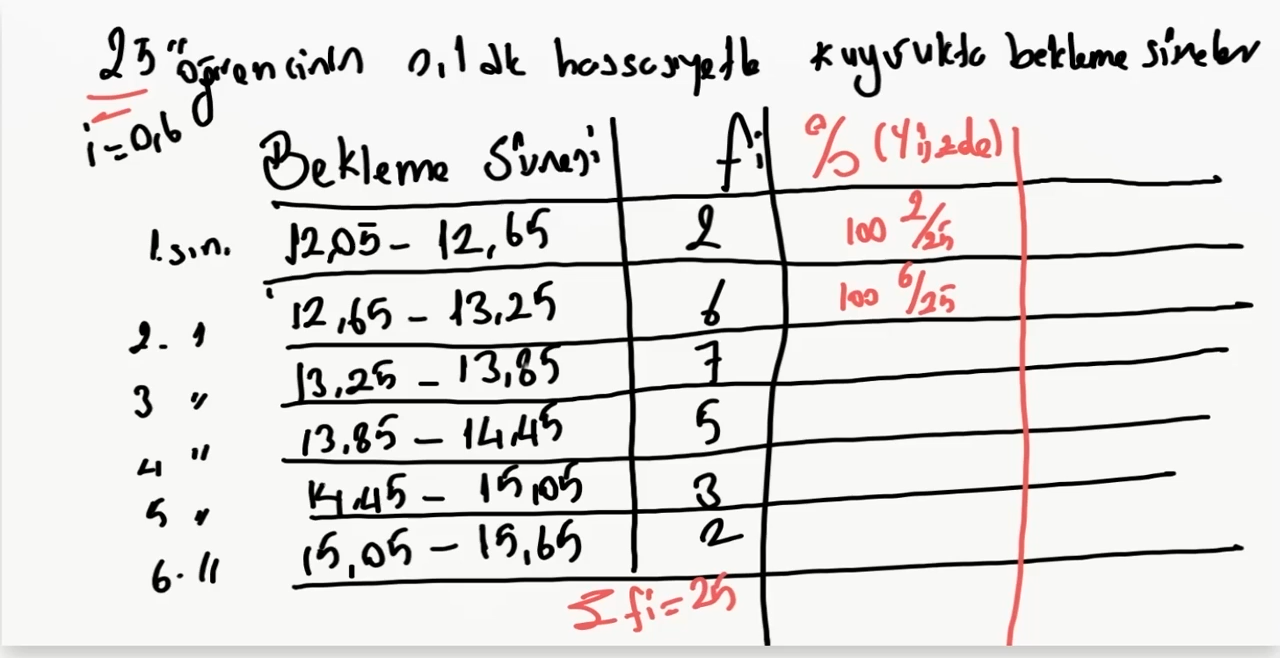 25 öğrencinin 0,1 dk hassasiyetle kuyrukta bekleme süreler
i=0,6
Bekleme Süresi fi % (Yüzde)
1.sın. 12,05 - 12,65 2 100 2/25
2. " 12,65 - 13,25 6 100 6/25
3 " 13,25 - 13,85 7
4 " 13,85 - 14,45 5
5 " 14,45 - 15,05 3
6. " 15,05 - 15,65 2
Σfi=25